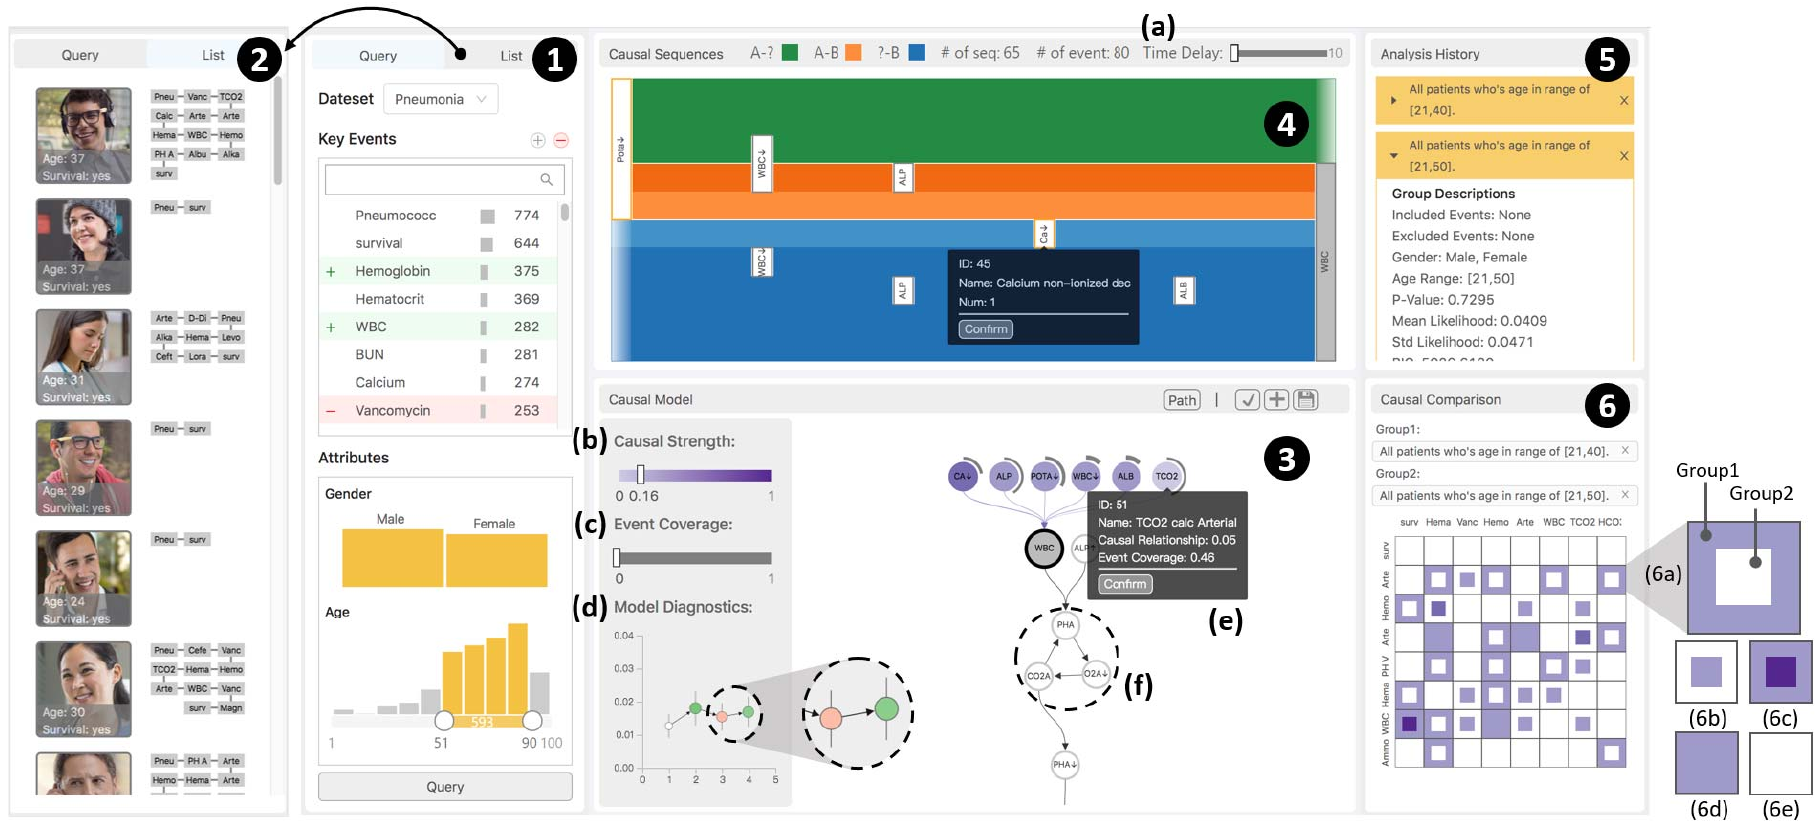 (a)
Query
List
2
Pneu Vanc TCO2
Calc Arte Arte
Hema WBC Hemo
PH A Albu Alka
surv
Age: 37
Survival: yes
Pneu surv
Age: 37
Survival: yes
Arte D-Di Pneu
Alka Hema Levo
Ceft Lora surv
Age: 31
Survival: yes
Pneu surv
Age: 29
Survival: yes
Pneu surv
Age: 24
Survival: yes
Pneu Cefe Vanc
TCO2 Hema Hemo
Arte WBC Vanc
surv Magn
Age: 30
Survival: yes
Pneu PH A Arte
Hemo Hema Arte
Query
List
1
Dateset
Pneumonia
Key Events
Pneumococc 774
survival 644
+ Hemoglobin 375
Hematocrit 369
+ WBC 282
BUN 281
Calcium 274
− Vancomycin 253
Attributes
Gender
Male
Female
Age
593
1 51 90 100
Query
Causal Sequences A-? A-B ?-B # of seq: 65 # of event: 80 Time Delay: 10
4
Pota↓
WBC↓
ALP
Ca↓
WBC↓
ALP
ALB
WBC
ID: 45
Name: Calcium non-ionized dec
Num: 1
Confirm
Causal Model
Path
3
(b) Causal Strength:
0 0.16 1
(c) Event Coverage:
0 1
(d) Model Diagnostics:
0.04
0.03
0.02
0.01
0.00
0 1 2 3 4 5
CA↓ ALP POTA↓ WBC↓ ALB TCO2
WBC
ID: 51
Name: TCO2 calc Arterial
Causal Relationship: 0.05
Event Coverage: 0.46
Confirm
(e)
PHA
CO2A
O2A↓
(f)
PHA↓
Analysis History
5
All patients who's age in range of
[21,40].
X
All patients who's age in range of
[21,50].
X
Group Descriptions
Included Events: None
Excluded Events: None
Gender: Male, Female
Age Range: [21,50]
P-Value: 0.7295
Mean Likelihood: 0.0409
Std Likelihood: 0.0471
Causal Comparison
6
Group1:
All patients who's age in range of [21,40]. X
Group2:
All patients who's age in range of [21,50]. X
surv Hema Vanc Hemo Arte WBC TCO2 HCO:
surv
Arte
Hemo
Arte
PH V
Hema
WBC
Ammo
Group1
Group2
(6a)
(6b)
(6c)
(6d)
(6e)